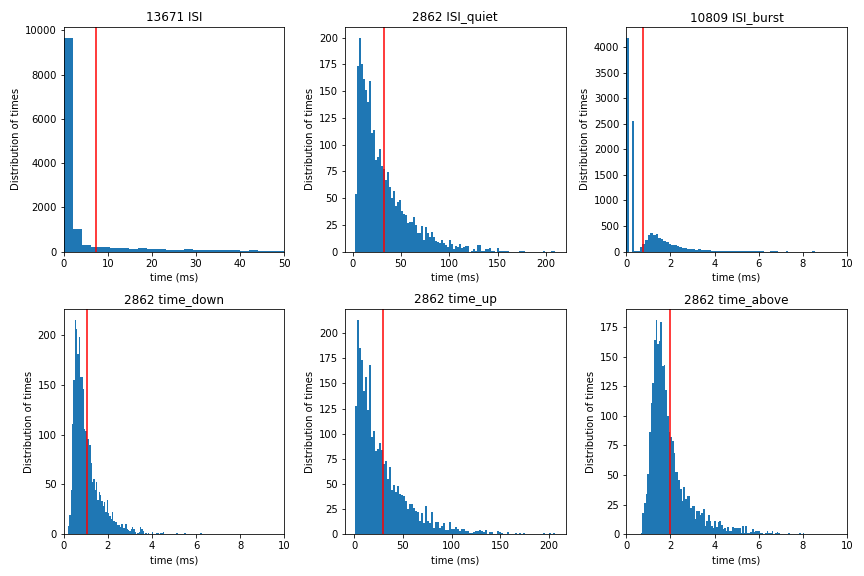 13671 ISI
Distribution of times
10000
8000
6000
4000
2000
0
0 10 20 30 40 50
time (ms)
2862 ISI_quiet
Distribution of times
200
175
150
125
100
75
50
25
0
0 50 100 150 200
time (ms)
10809 ISI_burst
Distribution of times
4000
3500
3000
2500
2000
1500
1000
500
0
0 2 4 6 8 10
time (ms)
2862 time_down
Distribution of times
200
150
100
50
0
0 2 4 6 8 10
time (ms)
2862 time_up
Distribution of times
200
175
150
125
100
75
50
25
0
0 50 100 150 200
time (ms)
2862 time_above
Distribution of times
175
150
125
100
75
50
25
0
0 2 4 6 8 10
time (ms)